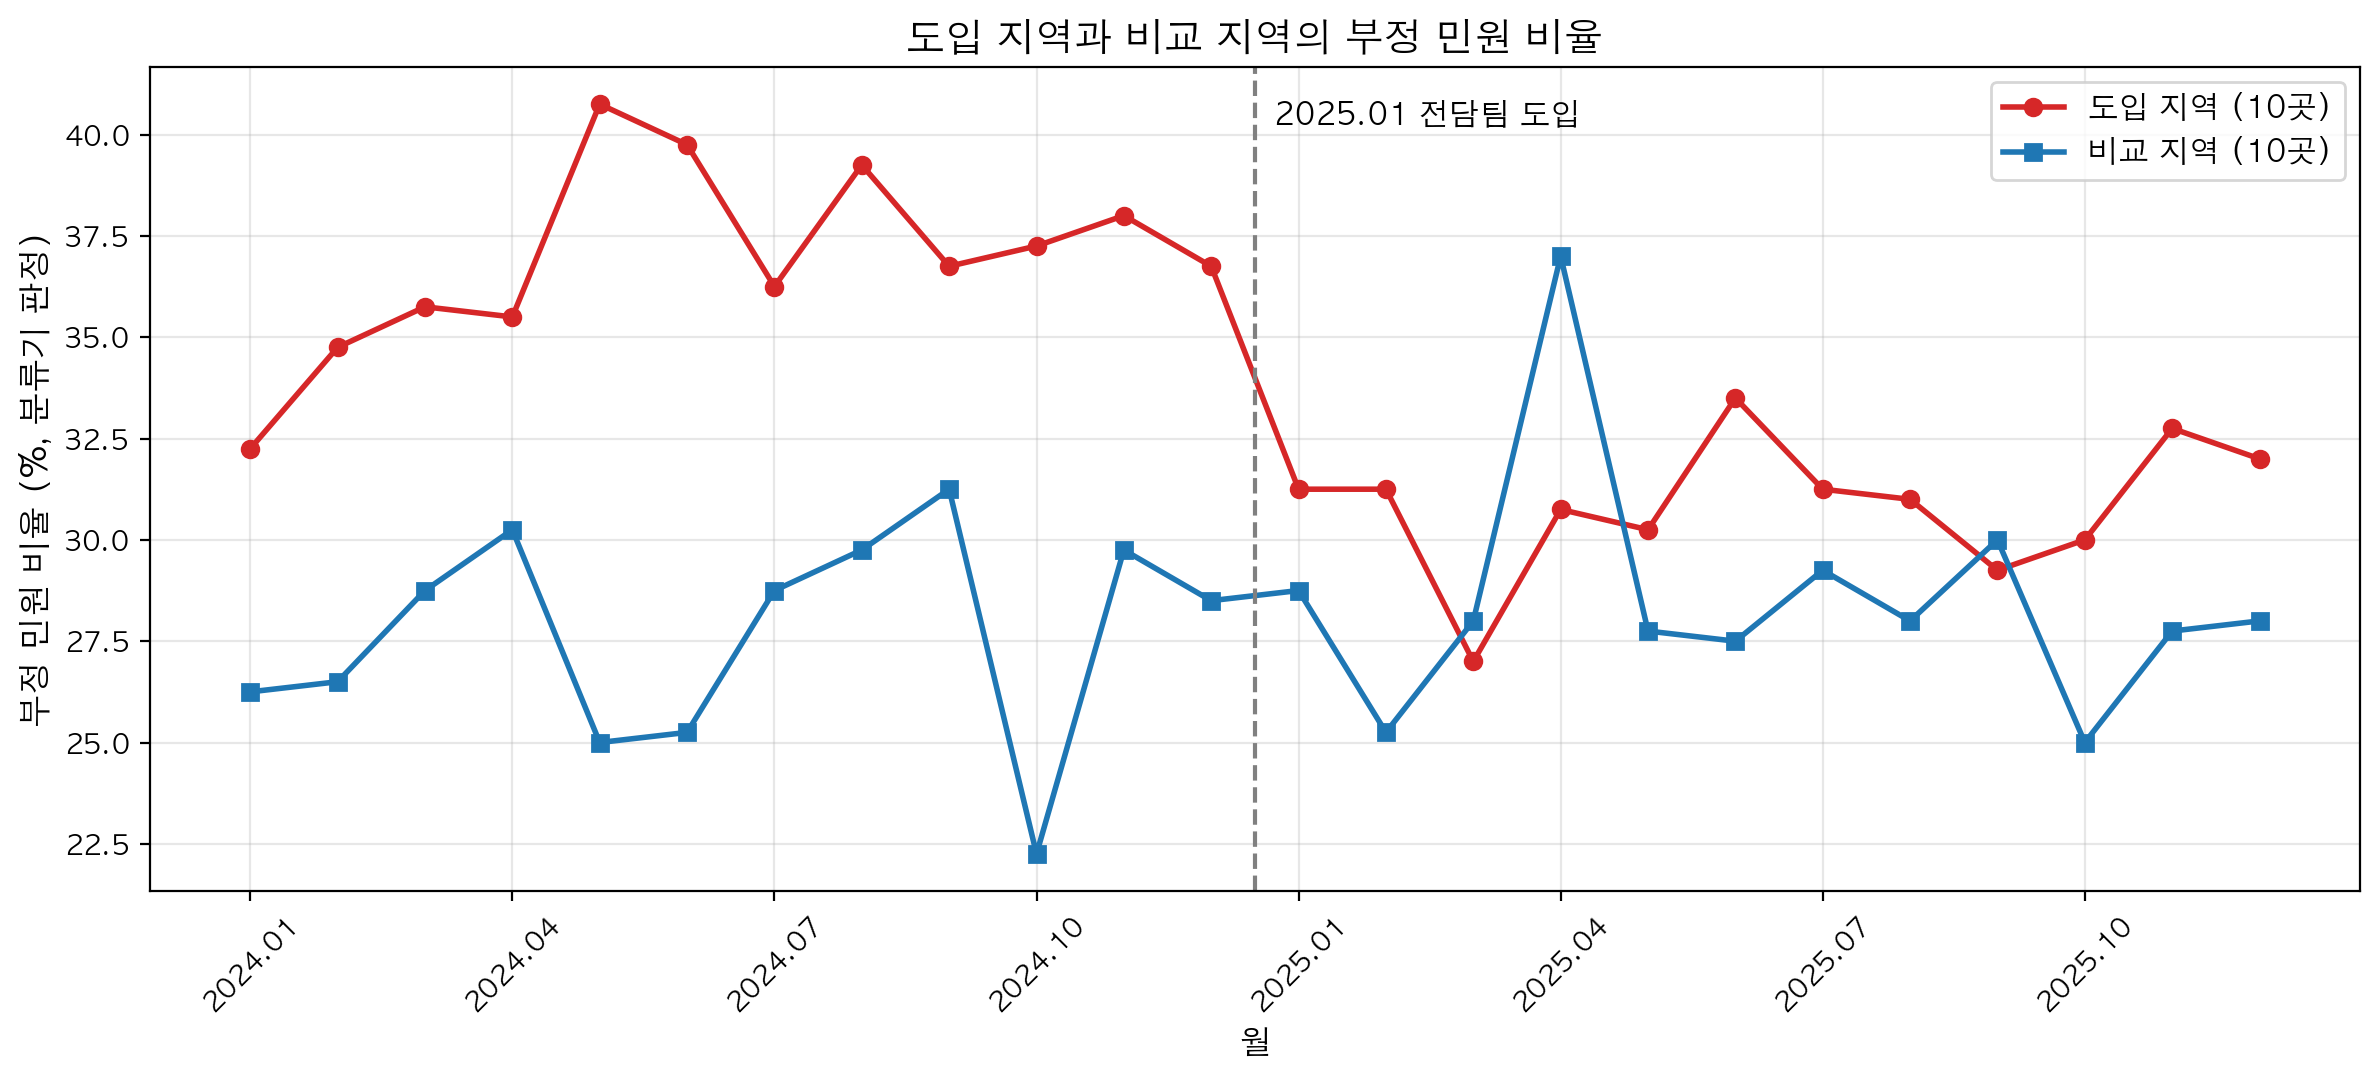 도입 지역과 비교 지역의 부정 민원 비율
부정 민원 비율 (%, 분류기 판정)
40.0
37.5
35.0
32.5
30.0
27.5
25.0
22.5
2025.01 전담팀 도입
도입 지역 (10곳)
비교 지역 (10곳)
2024.01
2024.04
2024.07
2024.10
2025.01
2025.04
2025.07
2025.10
월